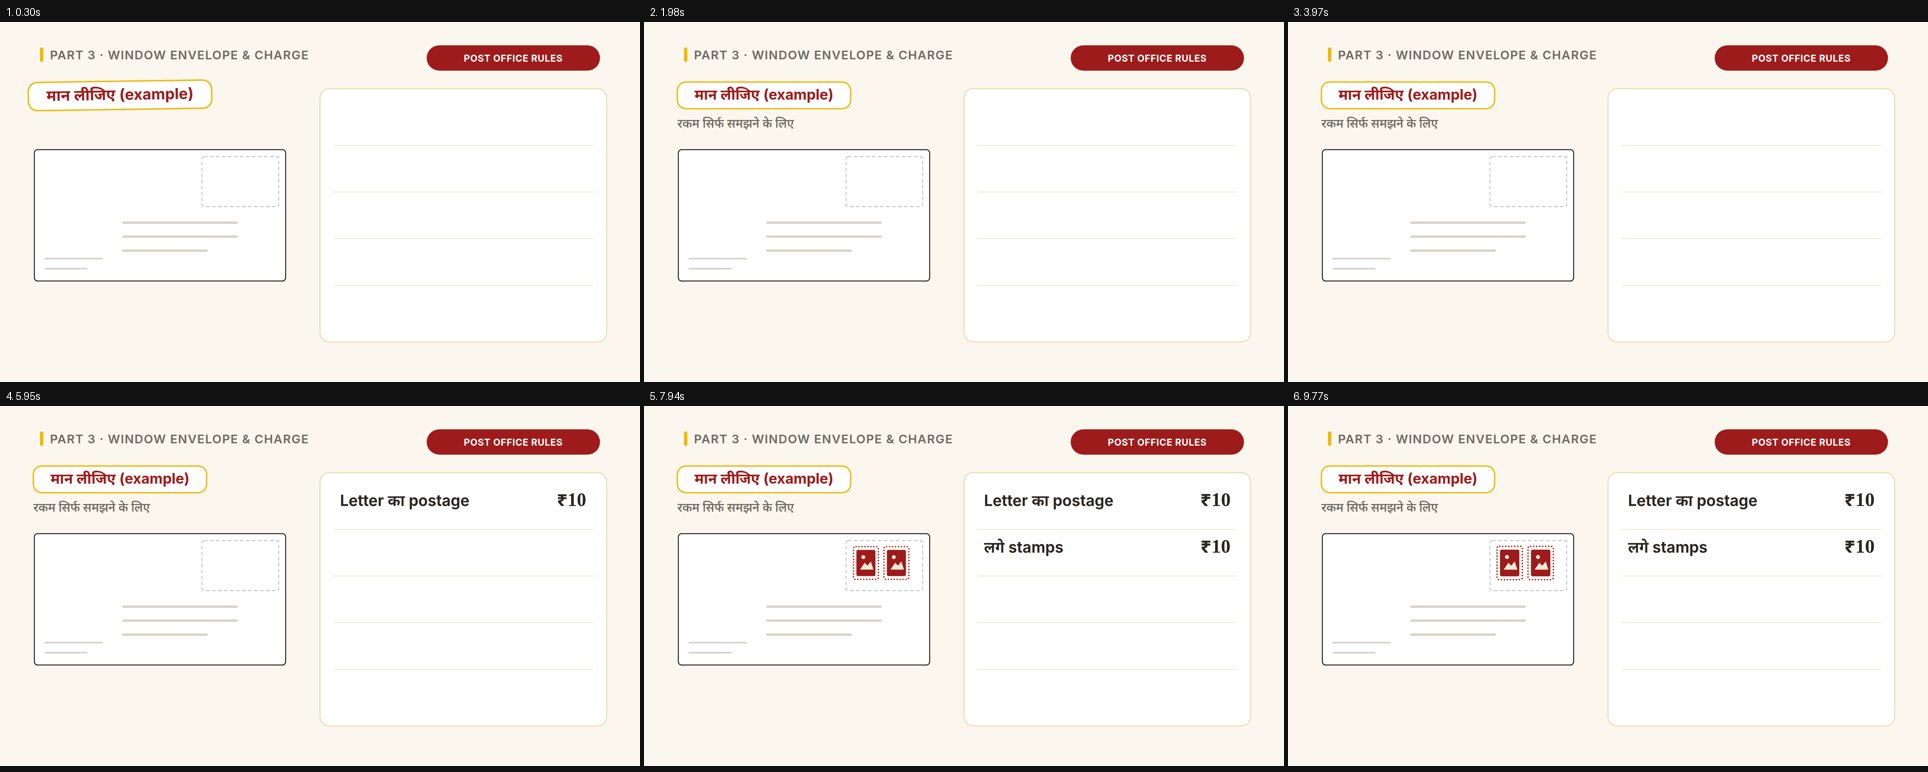 1. 0.30s
PART 3 · WINDOW ENVELOPE & CHARGE
POST OFFICE RULES
मान लीजिए (example)
2. 1.98s
PART 3 · WINDOW ENVELOPE & CHARGE
POST OFFICE RULES
मान लीजिए (example)
रकम सिर्फ समझने के लिए
3. 3.97s
PART 3 · WINDOW ENVELOPE & CHARGE
POST OFFICE RULES
मान लीजिए (example)
रकम सिर्फ समझने के लिए
4. 5.95s
PART 3 · WINDOW ENVELOPE & CHARGE
POST OFFICE RULES
मान लीजिए (example)
रकम सिर्फ समझने के लिए
Letter का postage ₹10
5. 7.94s
PART 3 · WINDOW ENVELOPE & CHARGE
POST OFFICE RULES
मान लीजिए (example)
रकम सिर्फ समझने के लिए
Letter का postage ₹10
लगे stamps ₹10
6. 9.77s
PART 3 · WINDOW ENVELOPE & CHARGE
POST OFFICE RULES
मान लीजिए (example)
रकम सिर्फ समझने के लिए
Letter का postage ₹10
लगे stamps ₹10